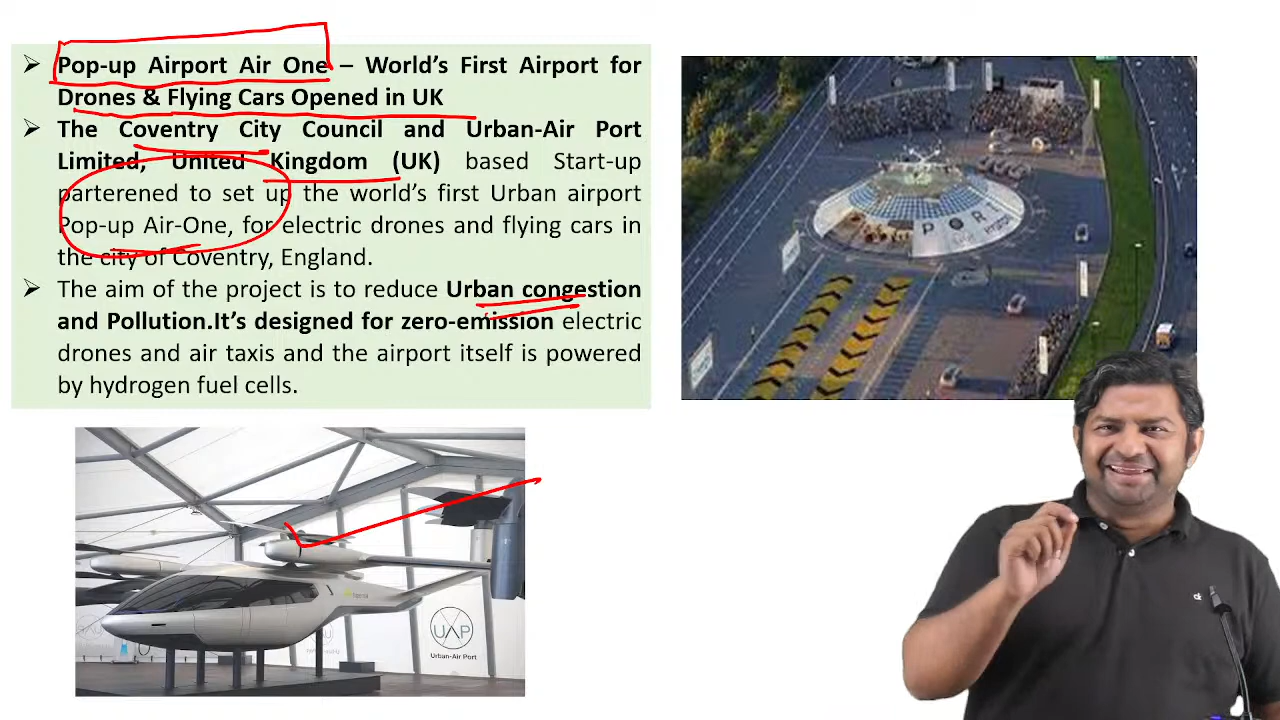 ➢ Pop-up Airport Air One – World’s First Airport for
Drones & Flying Cars Opened in UK
➢ The Coventry City Council and Urban-Air Port
Limited, United Kingdom (UK) based Start-up
parterened to set up the world’s first Urban airport
Pop-up Air-One, for electric drones and flying cars in
the city of Coventry, England.
➢ The aim of the project is to reduce Urban congestion
and Pollution.It’s designed for zero-emission electric
drones and air taxis and the airport itself is powered
by hydrogen fuel cells.
PORT
UAP
Urban-Air Port